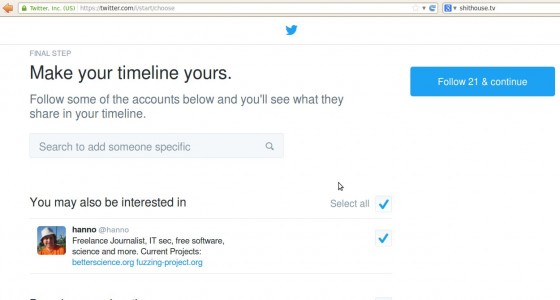 Twitter, Inc. (US) https://twitter.com/i/start/choose
shithouse.tv
FINAL STEP
Make your timeline yours.
Follow some of the accounts below and you'll see what they
share in your timeline.
Follow 21 & continue
Search to add someone specific
You may also be interested in
Select all
hanno @hanno
Freelance Journalist, IT sec, free software,
science and more. Current Projects:
betterscience.org fuzzing-project.org